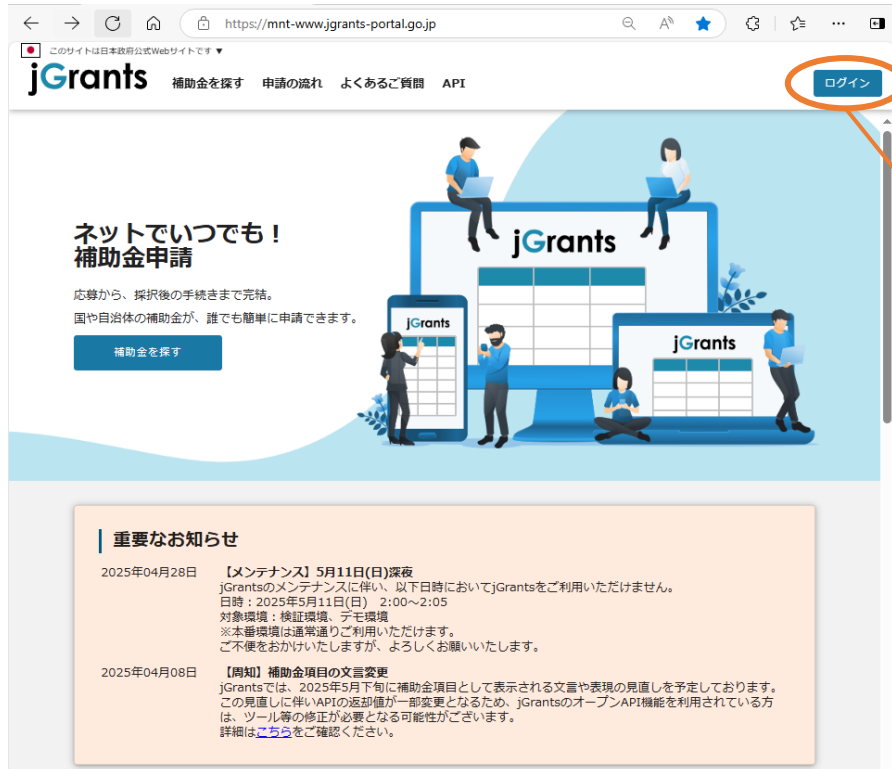 https://mnt-www.jgrants-portal.go.jp
このサイトは日本政府公式Webサイトです ▼
jGrants 補助金を探す 申請の流れ よくあるご質問 API ログイン
ネットでいつでも！
補助金申請
応募から、採択後の手続きまで完結。
国や自治体の補助金が、誰でも簡単に申請できます。
補助金を探す
jGrants
jGrants
jGrants
重要なお知らせ
2025年04月28日 【メンテナンス】5月11日(日)深夜
jGrantsのメンテナンスに伴い、以下日時においてjGrantsをご利用いただけません。
日時：2025年5月11日(日) 2:00～2:05
対象環境：検証環境、デモ環境
※本番環境は通常通りご利用いただけます。
ご不便をおかけいたしますが、よろしくお願いいたします。
2025年04月08日 【周知】補助金項目の文言変更
jGrantsでは、2025年5月下旬に補助金項目として表示される文言や表現の見直しを予定しております。
この見直しに伴いAPIの返却値が一部変更となるため、jGrantsのオープンAPI機能を利用されている方
は、ツール等の修正が必要となる可能性がございます。
詳細はこちらをご確認ください。